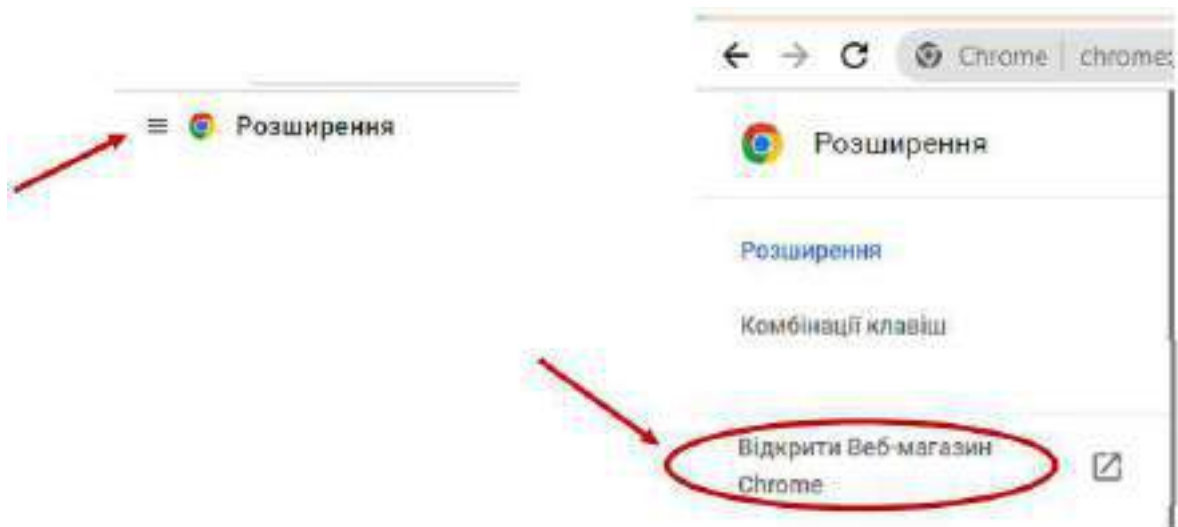 Розширення
Chrome | chrome:
Розширення
Розширення
Комбінації клавіш
Відкрити Веб-магазин
Chrome